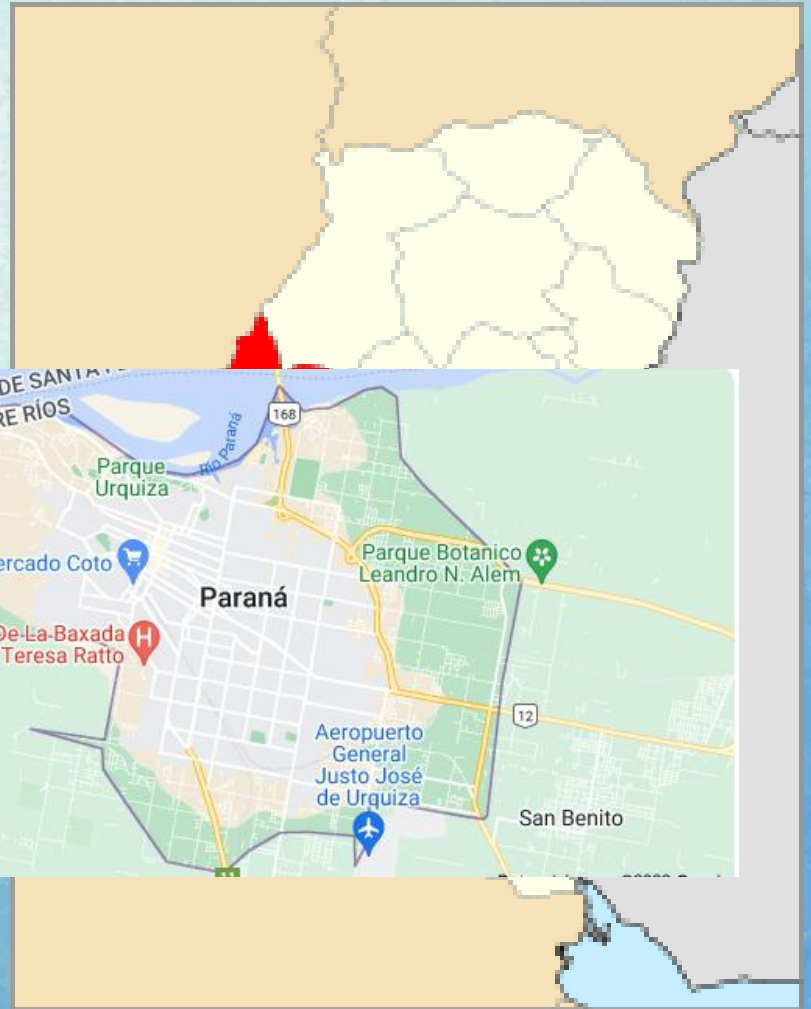 DE SANTA
RE RÍOS
168
Río Paraná
Parque
Urquiza
ercado Coto
Parque Botanico
Leandro N. Alem
Paraná
De La Baxada
Teresa Ratto
12
Aeropuerto
General
Justo José
de Urquiza
San Benito
11